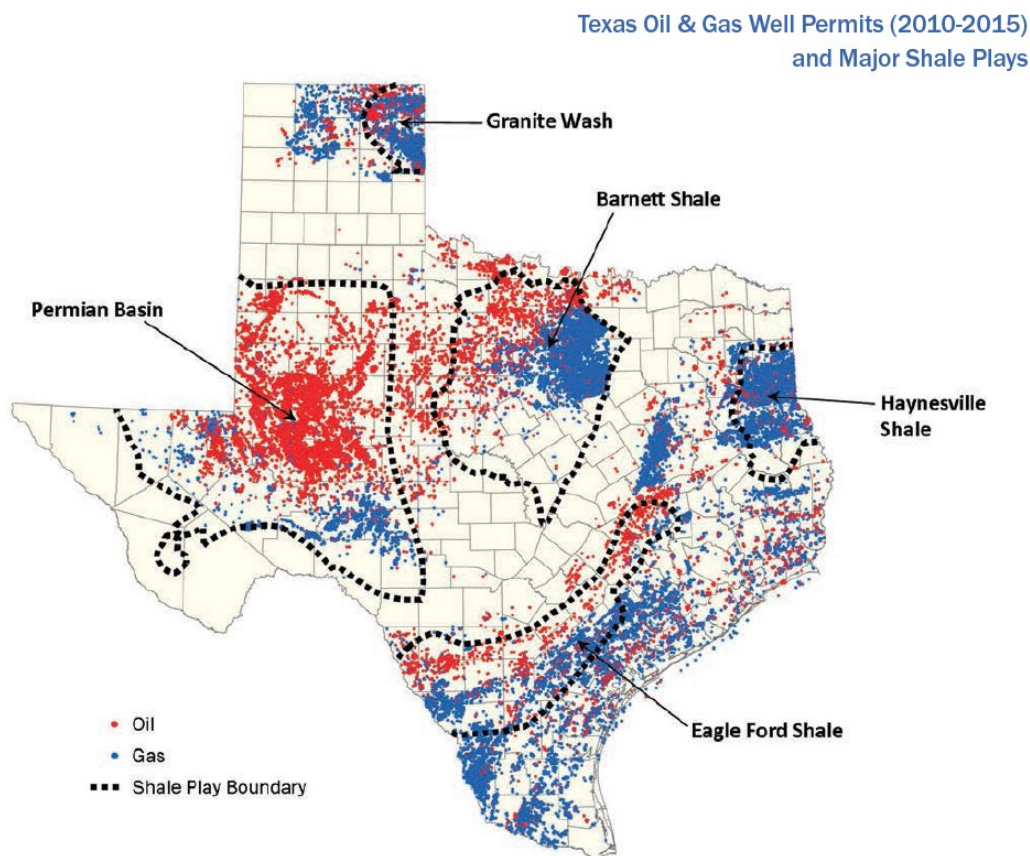 Texas Oil & Gas Well Permits (2010-2015)
and Major Shale Plays
Granite Wash
Barnett Shale
Permian Basin
Haynesville
Shale
Eagle Ford Shale
Oil
Gas
Shale Play Boundary